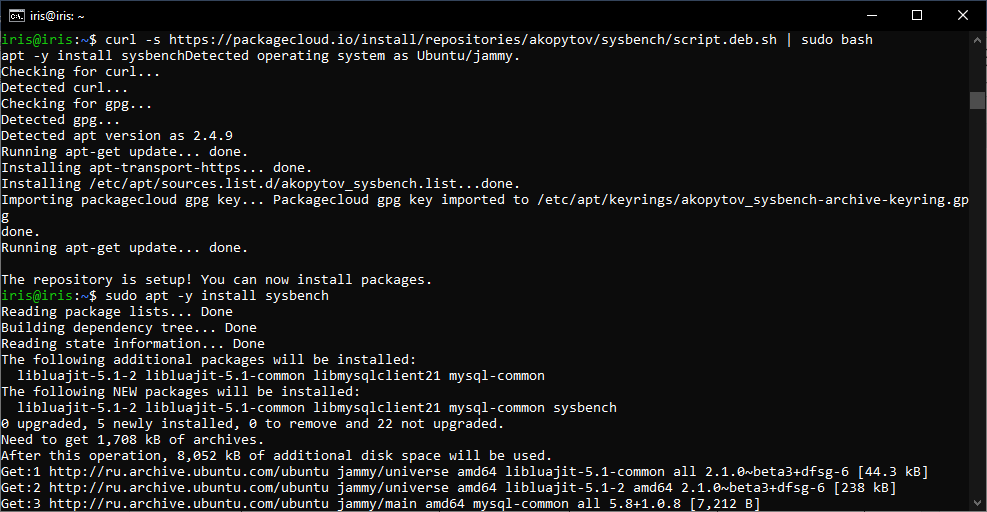 iris@iris: ~
iris@iris:~$ curl -s https://packagecloud.io/install/repositories/akopytov/sysbench/script.deb.sh | sudo bash
apt -y install sysbenchDetected operating system as Ubuntu/jammy.
Checking for curl...
Detected curl...
Checking for gpg...
Detected gpg...
Detected apt version as 2.4.9
Running apt-get update... done.
Installing apt-transport-https... done.
Installing /etc/apt/sources.list.d/akopytov_sysbench.list...done.
Importing packagecloud gpg key... Packagecloud gpg key imported to /etc/apt/keyrings/akopytov_sysbench-archive-keyring.gp
g
done.
Running apt-get update... done.
The repository is setup! You can now install packages.
iris@iris:~$ sudo apt -y install sysbench
Reading package lists... Done
Building dependency tree... Done
Reading state information... Done
The following additional packages will be installed:
  libluajit-5.1-2 libluajit-5.1-common libmysqlclient21 mysql-common
The following NEW packages will be installed:
  libluajit-5.1-2 libluajit-5.1-common libmysqlclient21 mysql-common sysbench
0 upgraded, 5 newly installed, 0 to remove and 22 not upgraded.
Need to get 1,708 kB of archives.
After this operation, 8,052 kB of additional disk space will be used.
Get:1 http://ru.archive.ubuntu.com/ubuntu jammy/universe amd64 libluajit-5.1-common all 2.1.0~beta3+dfsg-6 [44.3 kB]
Get:2 http://ru.archive.ubuntu.com/ubuntu jammy/universe amd64 libluajit-5.1-2 amd64 2.1.0~beta3+dfsg-6 [238 kB]
Get:3 http://ru.archive.ubuntu.com/ubuntu jammy/main amd64 mysql-common all 5.8+1.0.8 [7,212 B]